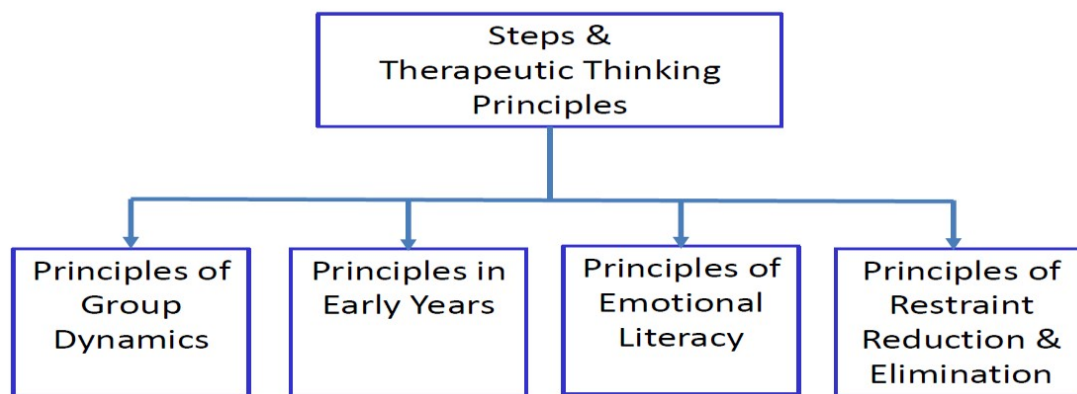 Steps &
Therapeutic Thinking
Principles
Principles of
Group
Dynamics
Principles in
Early Years
Principles of
Emotional
Literacy
Principles of
Restraint
Reduction &
Elimination